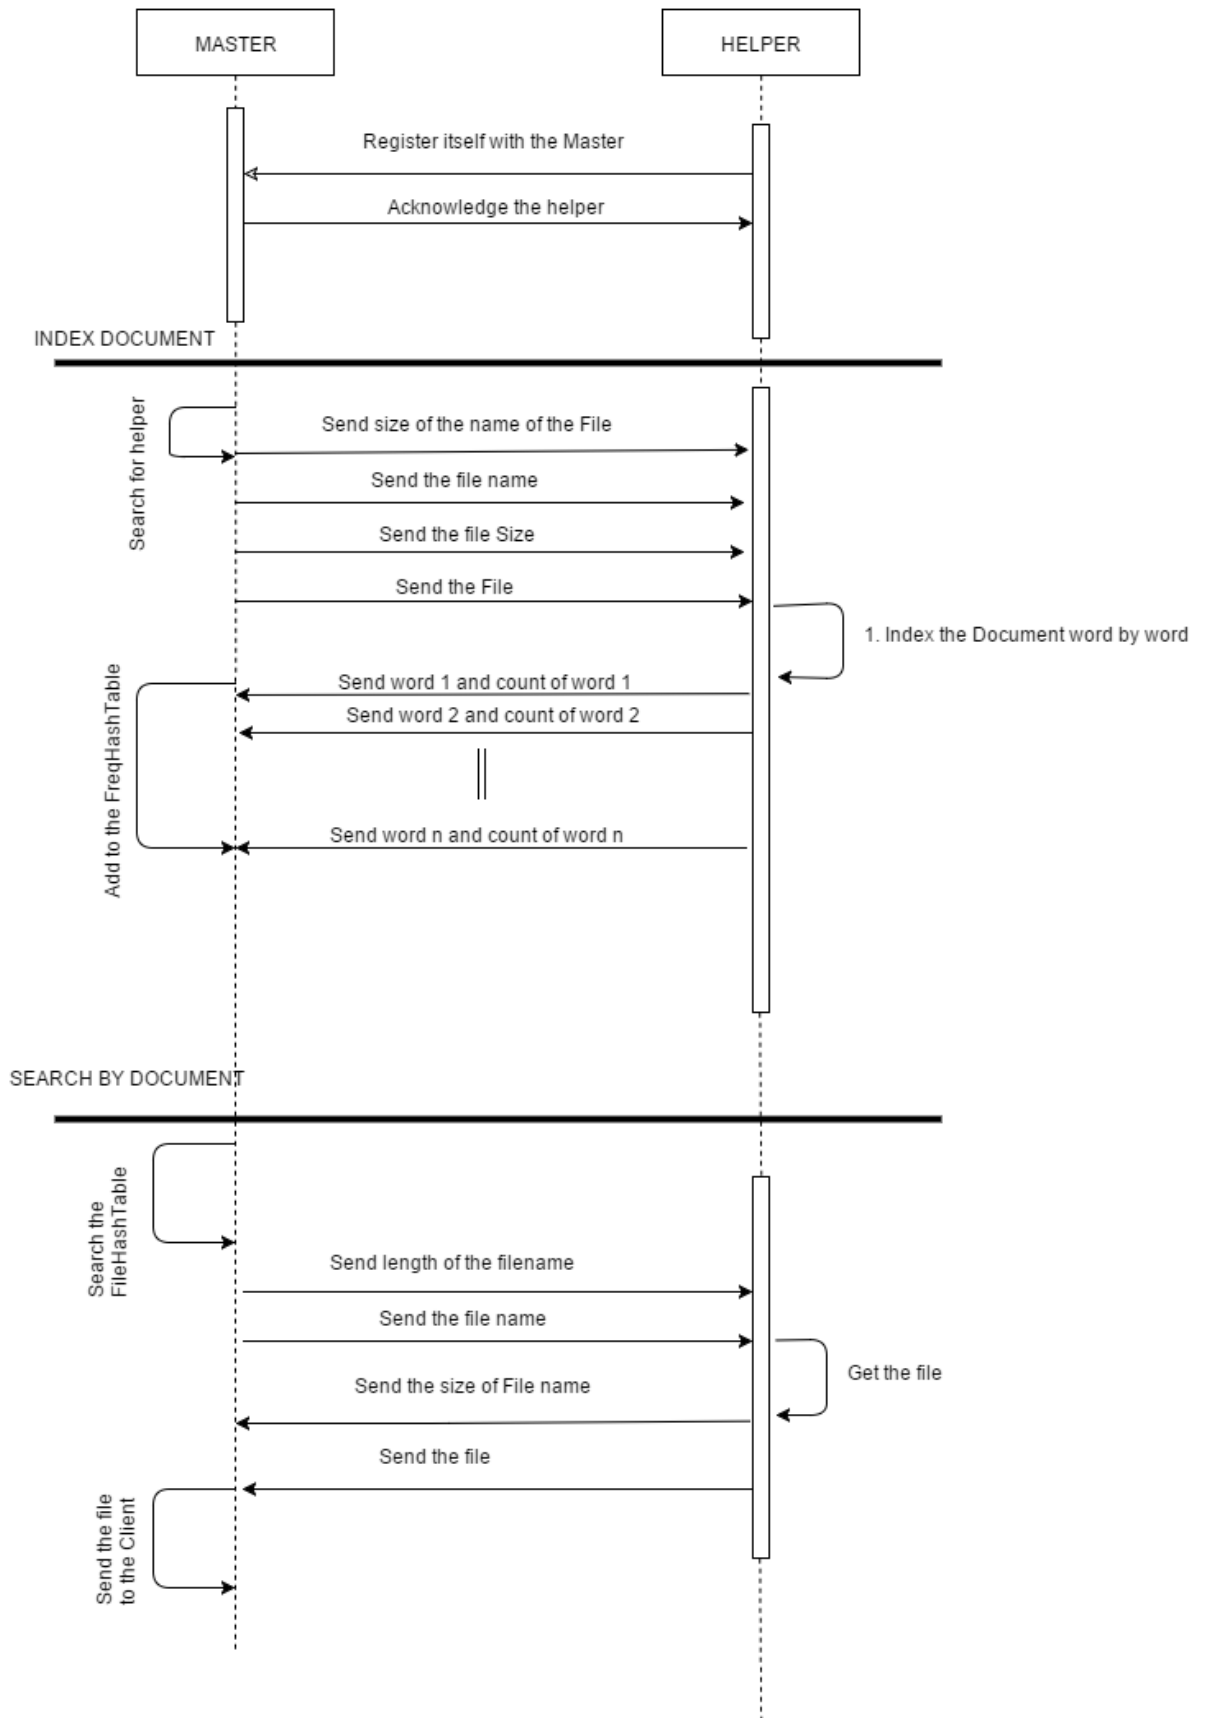 MASTER
HELPER
Register itself with the Master
Acknowledge the helper
INDEX DOCUMENT
Search for helper
Send size of the name of the File
Send the file name
Send the file Size
Send the File
1. Index the Document word by word
Add to the FreqHashTable
Send word 1 and count of word 1
Send word 2 and count of word 2
Send word n and count of word n
SEARCH BY DOCUMENT
Search the
FileHashTable
Send length of the filename
Send the file name
Get the file
Send the size of File name
Send the file
Send the file
to the Client